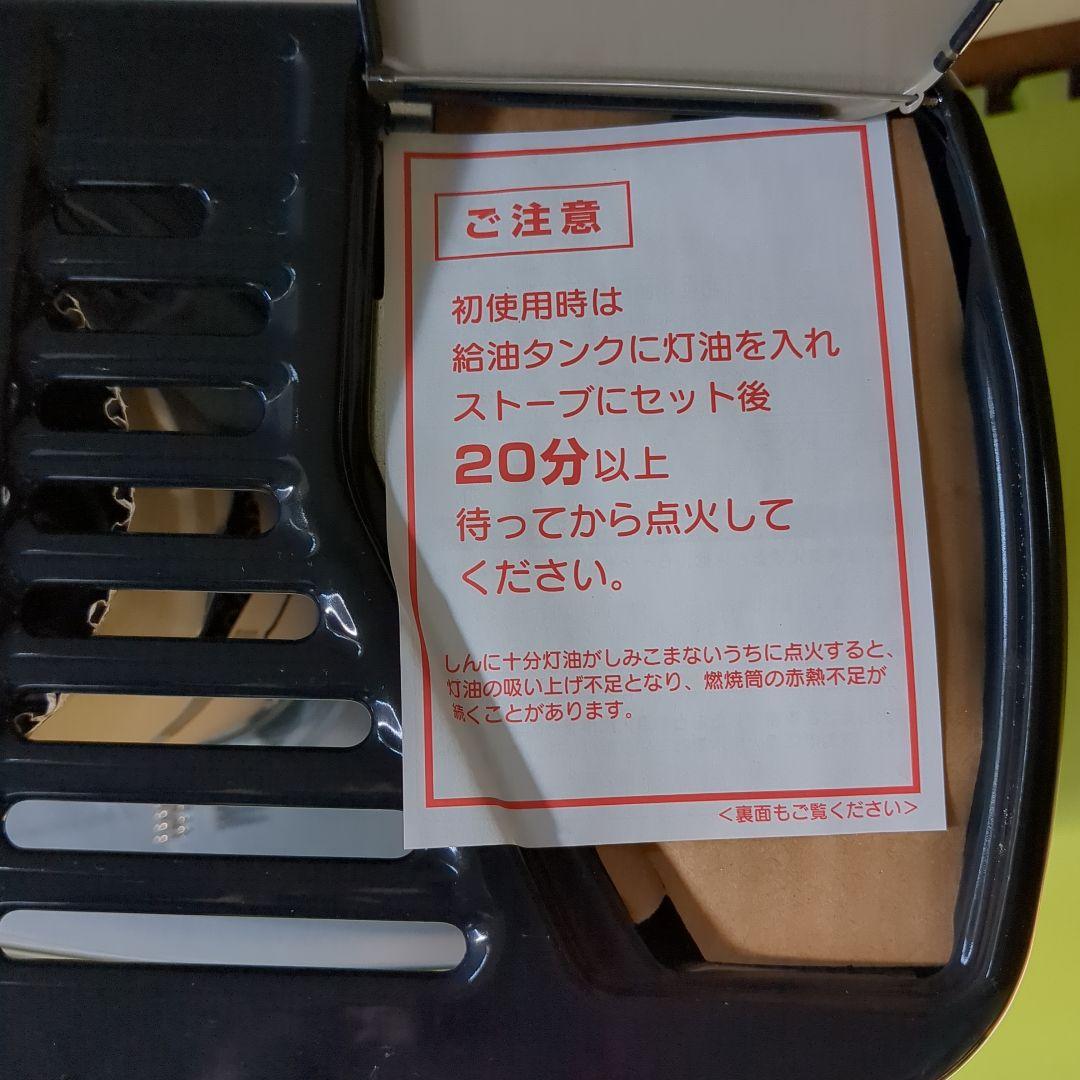 ご注意
初使用時は
給油タンクに灯油を入れ
ストーブにセット後
20分以上
待ってから点火して
ください。
しんに十分灯油がしみこまないうちに点火すると、
灯油の吸い上げ不足となり、燃焼筒の赤熱不足が
続くことがあります。
＜裏面もご覧ください＞